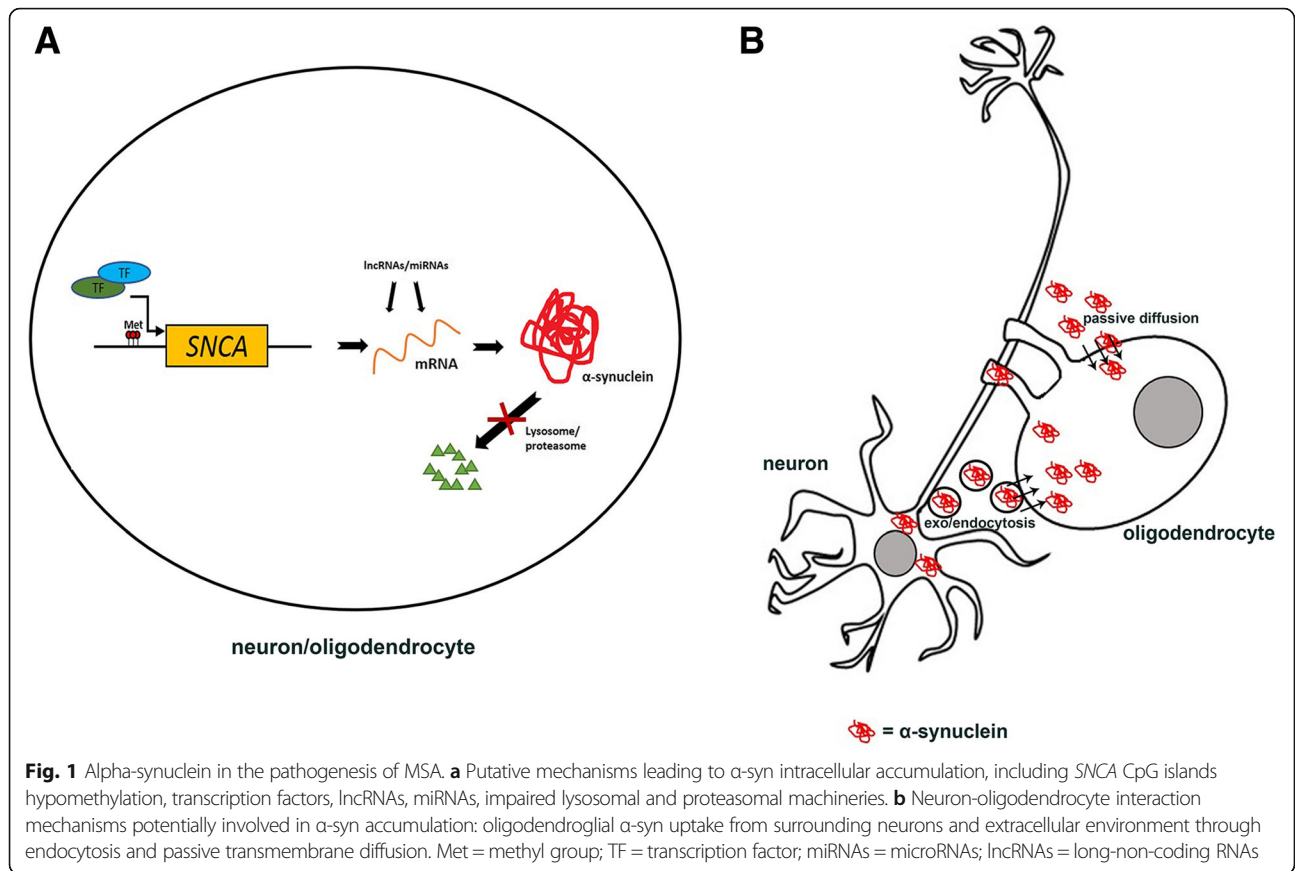 A
B
TF
TF
Met
SNCA
lncRNAs/miRNAs
mRNA
α-synuclein
Lysosome/
proteasome
neuron/oligodendrocyte
passive diffusion
neuron
exo/endocytosis
oligodendrocyte
= α-synuclein
Fig. 1 Alpha-synuclein in the pathogenesis of MSA. a Putative mechanisms leading to α-syn intracellular accumulation, including SNCA CpG islands
hypomethylation, transcription factors, lncRNAs, miRNAs, impaired lysosomal and proteasomal machineries. b Neuron-oligodendrocyte interaction
mechanisms potentially involved in α-syn accumulation: oligodendroglial α-syn uptake from surrounding neurons and extracellular environment through
endocytosis and passive transmembrane diffusion. Met = methyl group; TF = transcription factor; miRNAs = microRNAs; lncRNAs = long-non-coding RNAs